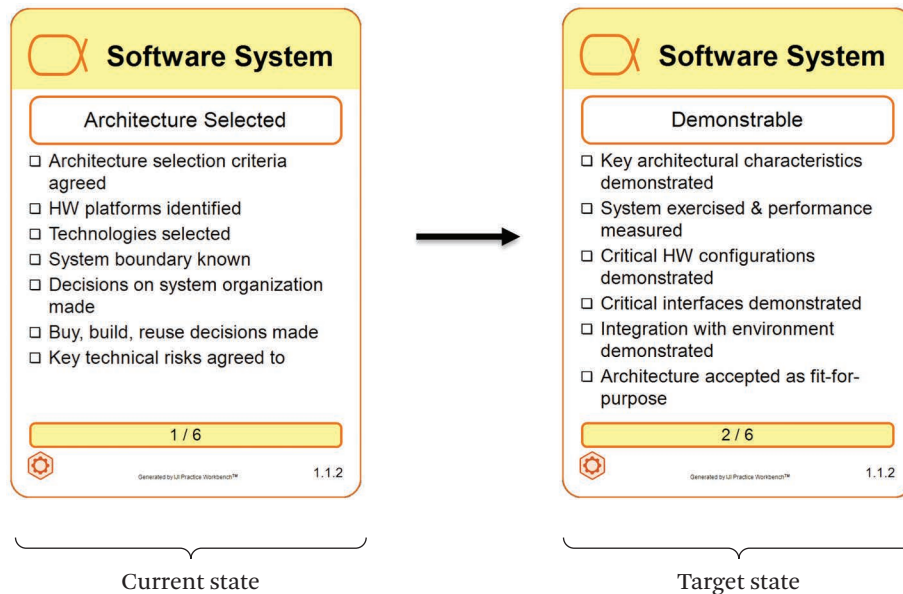 Software System
Architecture Selected
Architecture selection criteria
agreed
HW platforms identified
Technologies selected
System boundary known
Decisions on system organization
made
Buy, build, reuse decisions made
Key technical risks agreed to
1 / 6
Generated by IJI Practice Workbench™
1.1.2
Current state
Software System
Demonstrable
Key architectural characteristics
demonstrated
System exercised & performance
measured
Critical HW configurations
demonstrated
Critical interfaces demonstrated
Integration with environment
demonstrated
Architecture accepted as fit-for-
purpose
2 / 6
Generated by IJI Practice Workbench™
1.1.2
Target state